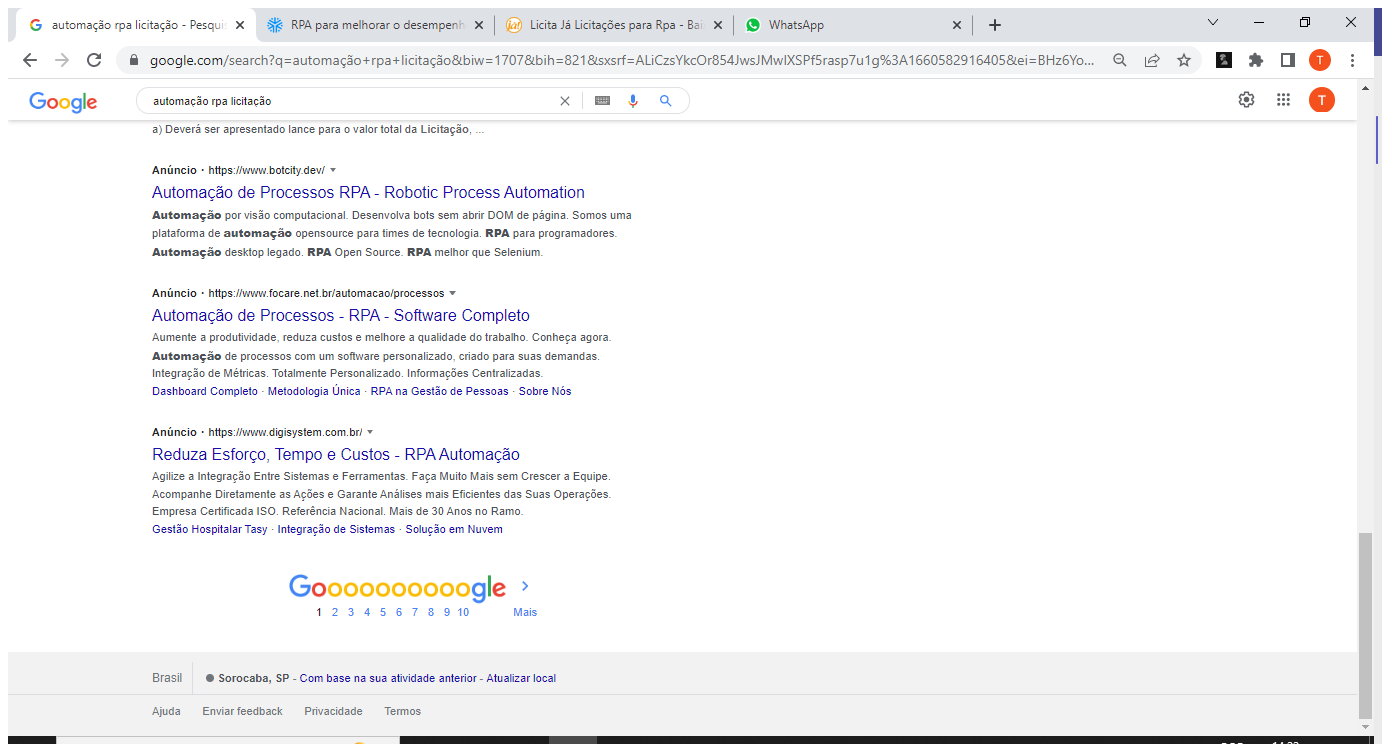 automação rpa licitação - Pesquis
RPA para melhorar o desempenh
Licita Já Licitações para Rpa - Bai
WhatsApp
google.com/search?q=automação+rpa+licitação&biw=1707&bih=821&sxsrf=ALiCzsYkcOr854JwsJMwIXSPf5rasp7u1g%3A1660582916405&ei=BHz6Yo...
T
Google
automação rpa licitação
T
a) Deverá ser apresentado lance para o valor total da Licitação, ...
Anúncio · https://www.botcity.dev/
Automação de Processos RPA - Robotic Process Automation
Automação por visão computacional. Desenvolva bots sem abrir DOM de página. Somos uma
plataforma de automação opensource para times de tecnologia. RPA para programadores.
Automação desktop legado. RPA Open Source. RPA melhor que Selenium.
Anúncio · https://www.focare.net.br/automacao/processos
Automação de Processos - RPA - Software Completo
Aumente a produtividade, reduza custos e melhore a qualidade do trabalho. Conheça agora.
Automação de processos com um software personalizado, criado para suas demandas.
Integração de Métricas. Totalmente Personalizado. Informações Centralizadas.
Dashboard Completo · Metodologia Única · RPA na Gestão de Pessoas · Sobre Nós
Anúncio · https://www.digisystem.com.br/
Reduza Esforço, Tempo e Custos - RPA Automação
Agilize a Integração Entre Sistemas e Ferramentas. Faça Muito Mais sem Crescer a Equipe.
Acompanhe Diretamente as Ações e Garante Análises mais Eficientes das Suas Operações.
Empresa Certificada ISO. Referência Nacional. Mais de 30 Anos no Ramo.
Gestão Hospitalar Tasy · Integração de Sistemas · Solução em Nuvem
Goooooooooogle
1 2 3 4 5 6 7 8 9 10 Mais
Brasil
Sorocaba, SP - Com base na sua atividade anterior - Atualizar local
Ajuda Enviar feedback Privacidade Termos